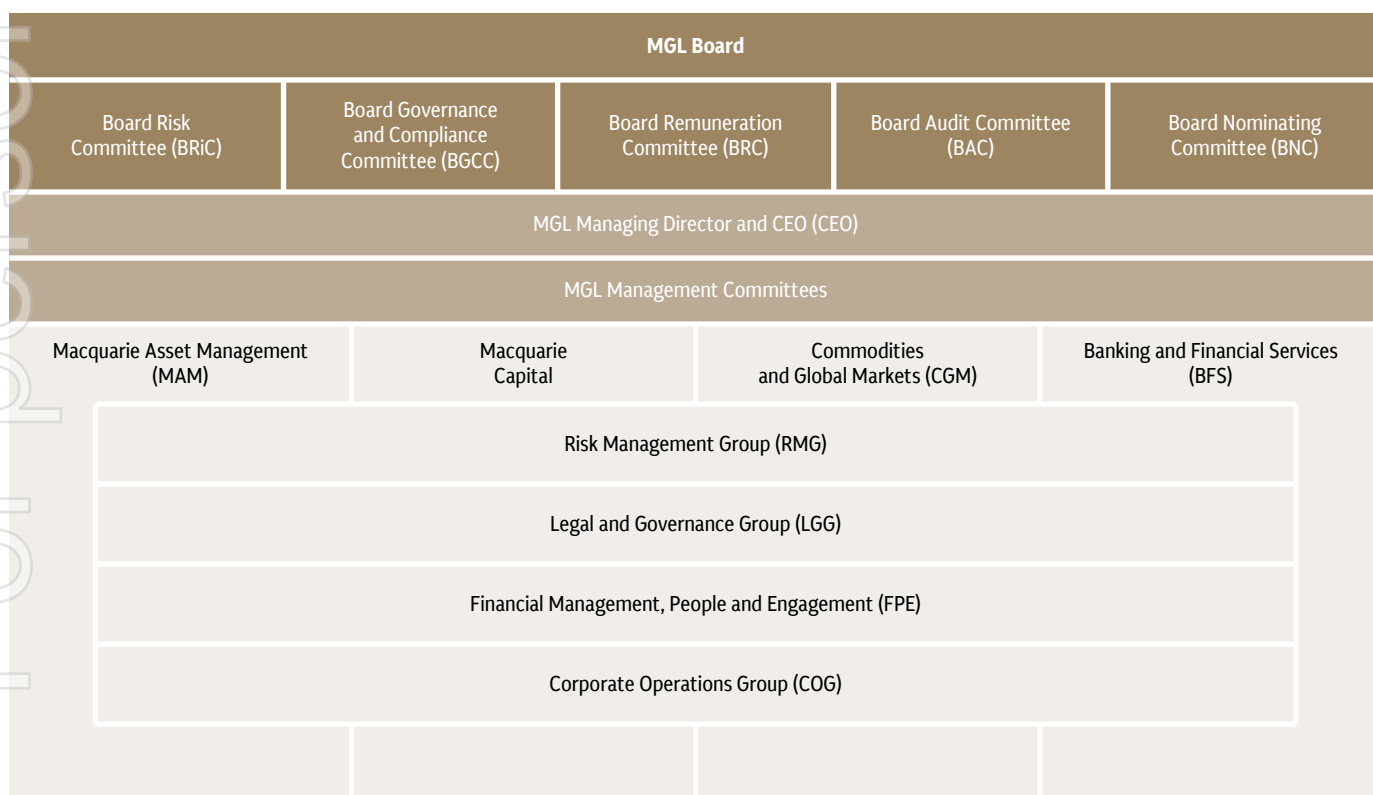 MGL Board
Board Risk
Committee (BRiC)
Board Governance
and Compliance
Committee (BGCC)
Board Remuneration
Committee (BRC)
Board Audit Committee
(BAC)
Board Nominating
Committee (BNC)
MGL Managing Director and CEO (CEO)
MGL Management Committees
Macquarie Asset Management
(MAM)
Macquarie
Capital
Commodities
and Global Markets (CGM)
Banking and Financial Services
(BFS)
Risk Management Group (RMG)
Legal and Governance Group (LGG)
Financial Management, People and Engagement (FPE)
Corporate Operations Group (COG)